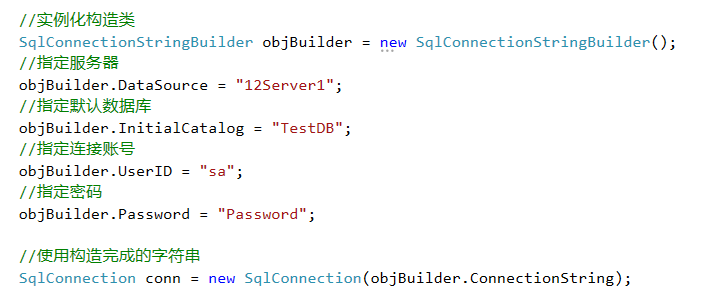 //实例化构造类
SqlConnectionStringBuilder objBuilder = new SqlConnectionStringBuilder();
//指定服务器
objBuilder.DataSource = "12Server1";
//指定默认数据库
objBuilder.InitialCatalog = "TestDB";
//指定连接账号
objBuilder.UserID = "sa";
//指定密码
objBuilder.Password = "Password";
//使用构造完成的字符串
SqlConnection conn = new SqlConnection(objBuilder.ConnectionString);